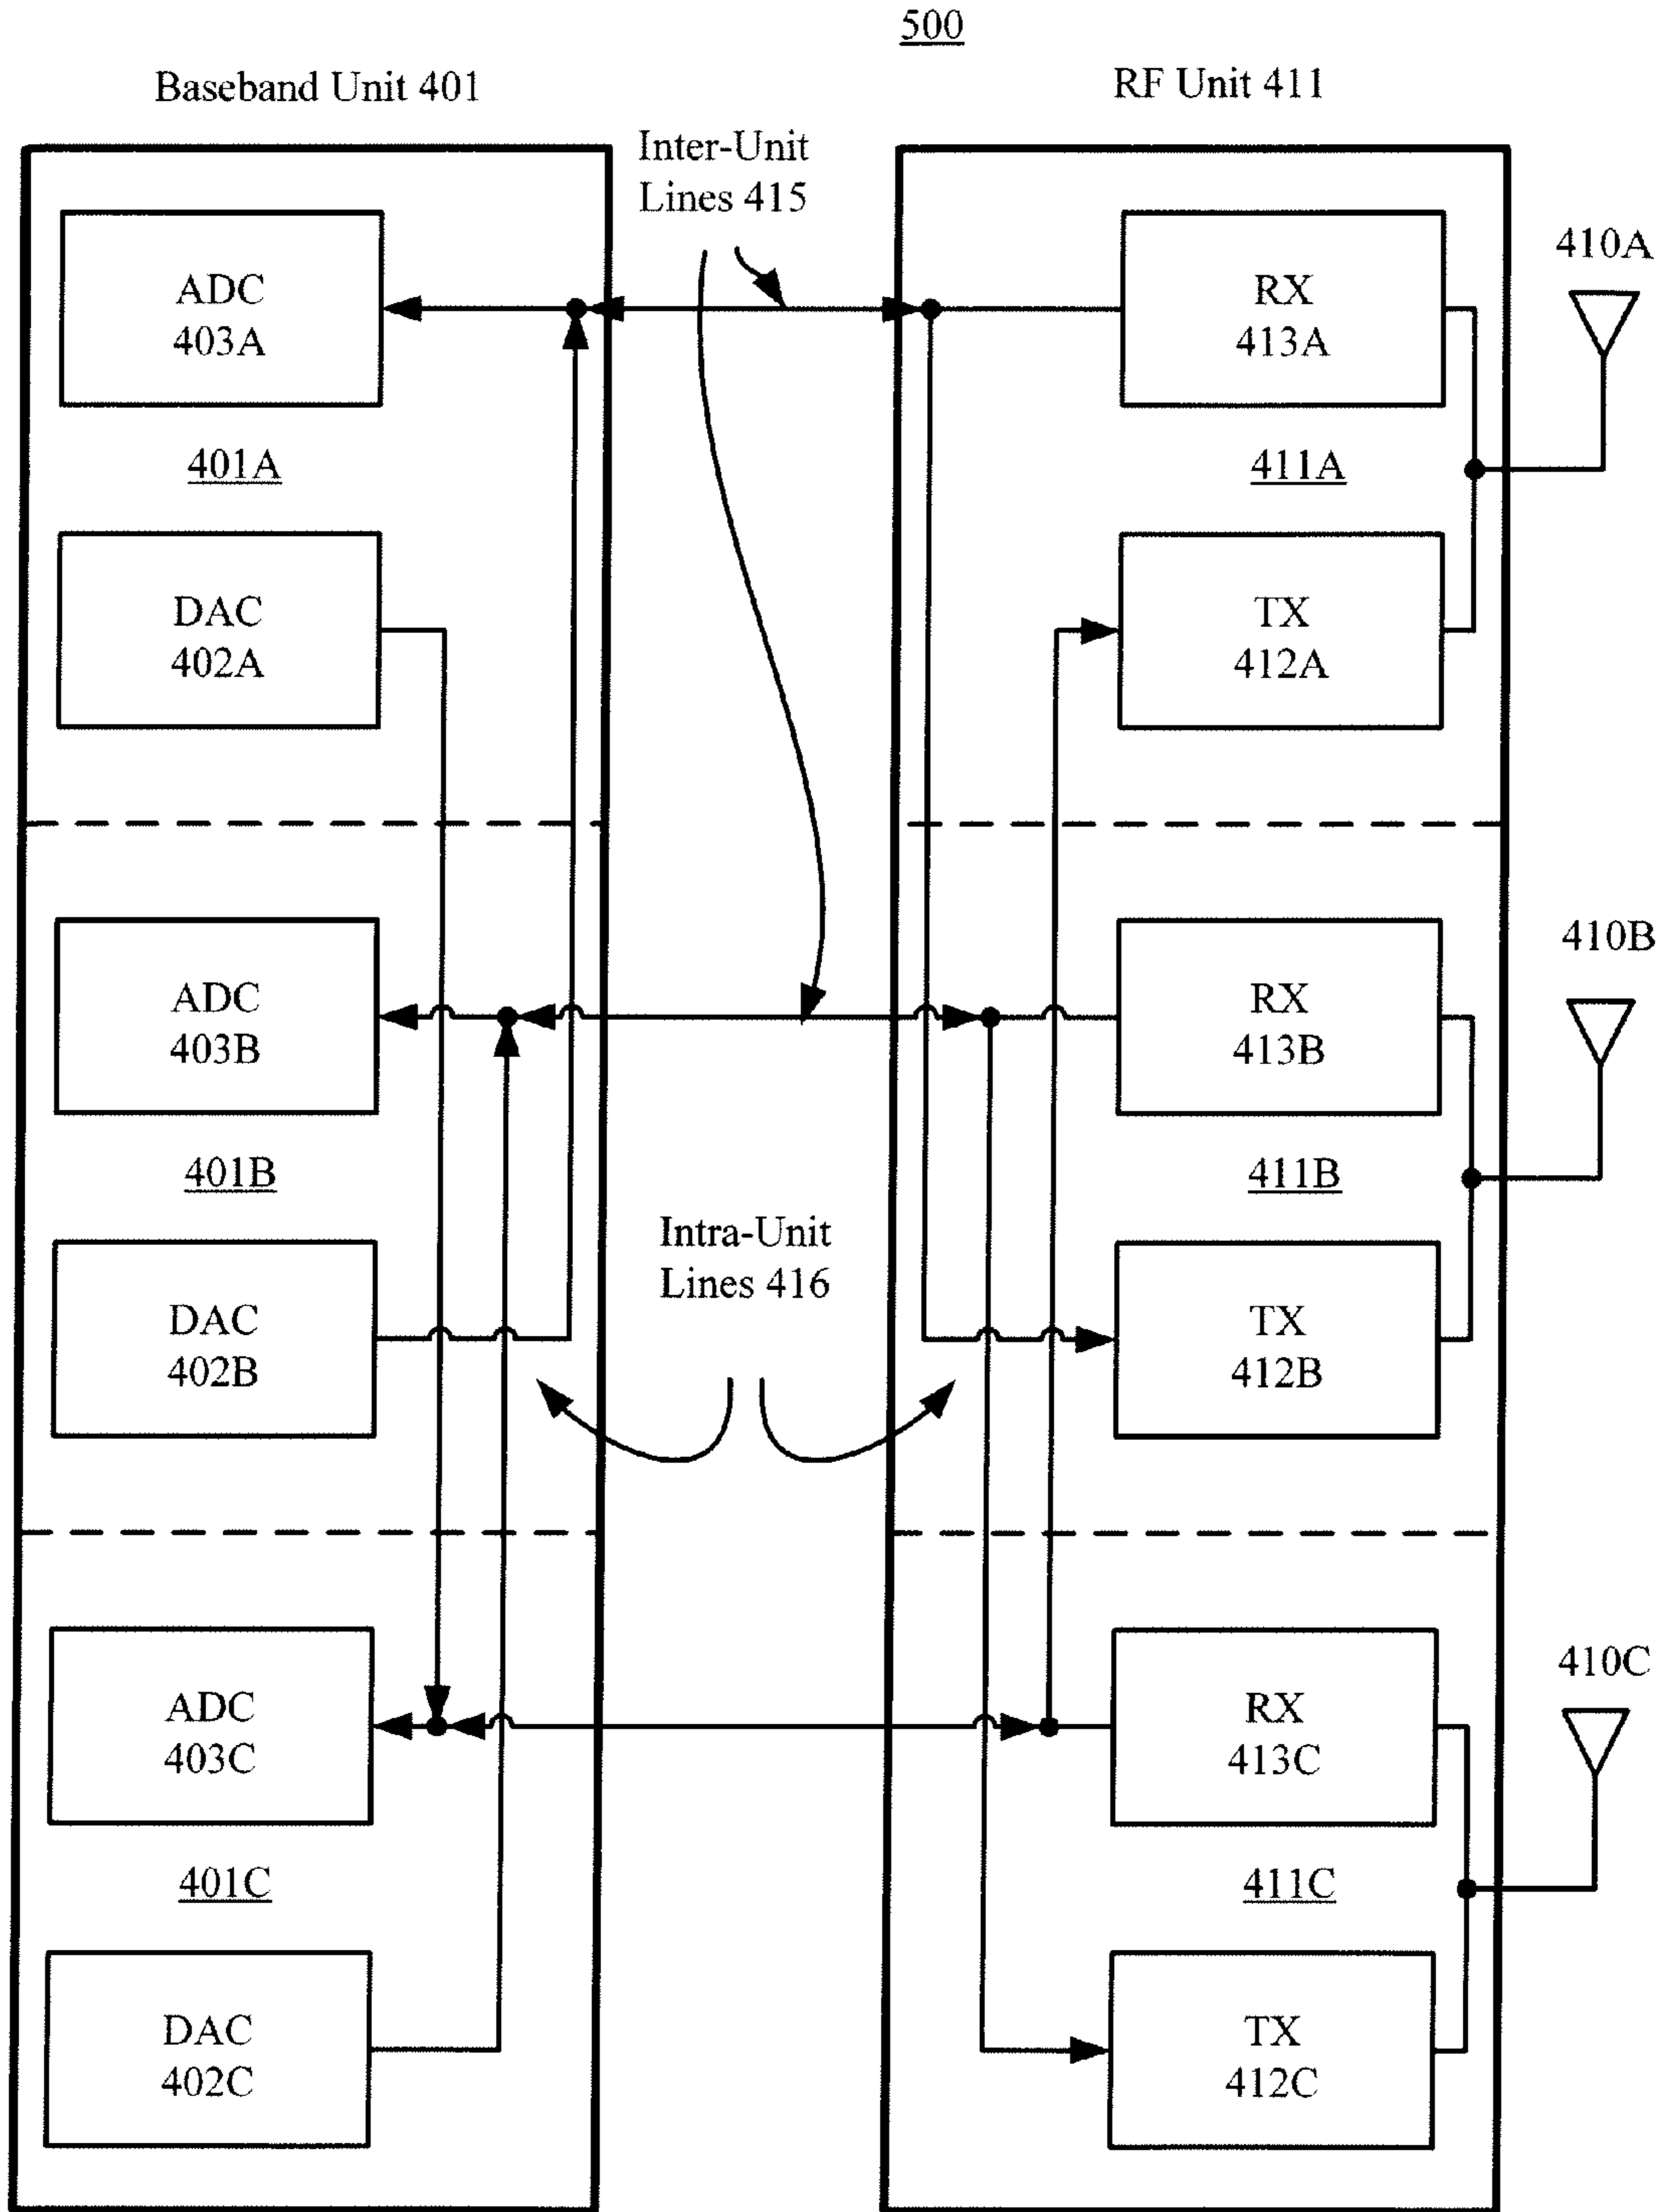 500
Baseband Unit 401
RF Unit 411
Inter-Unit
Lines 415
ADC
403A
RX
413A
410A
401A
411A
DAC
402A
TX
412A
ADC
403B
RX
413B
410B
401B
411B
Intra-Unit
Lines 416
DAC
402B
TX
412B
ADC
403C
RX
413C
410C
401C
411C
DAC
402C
TX
412C